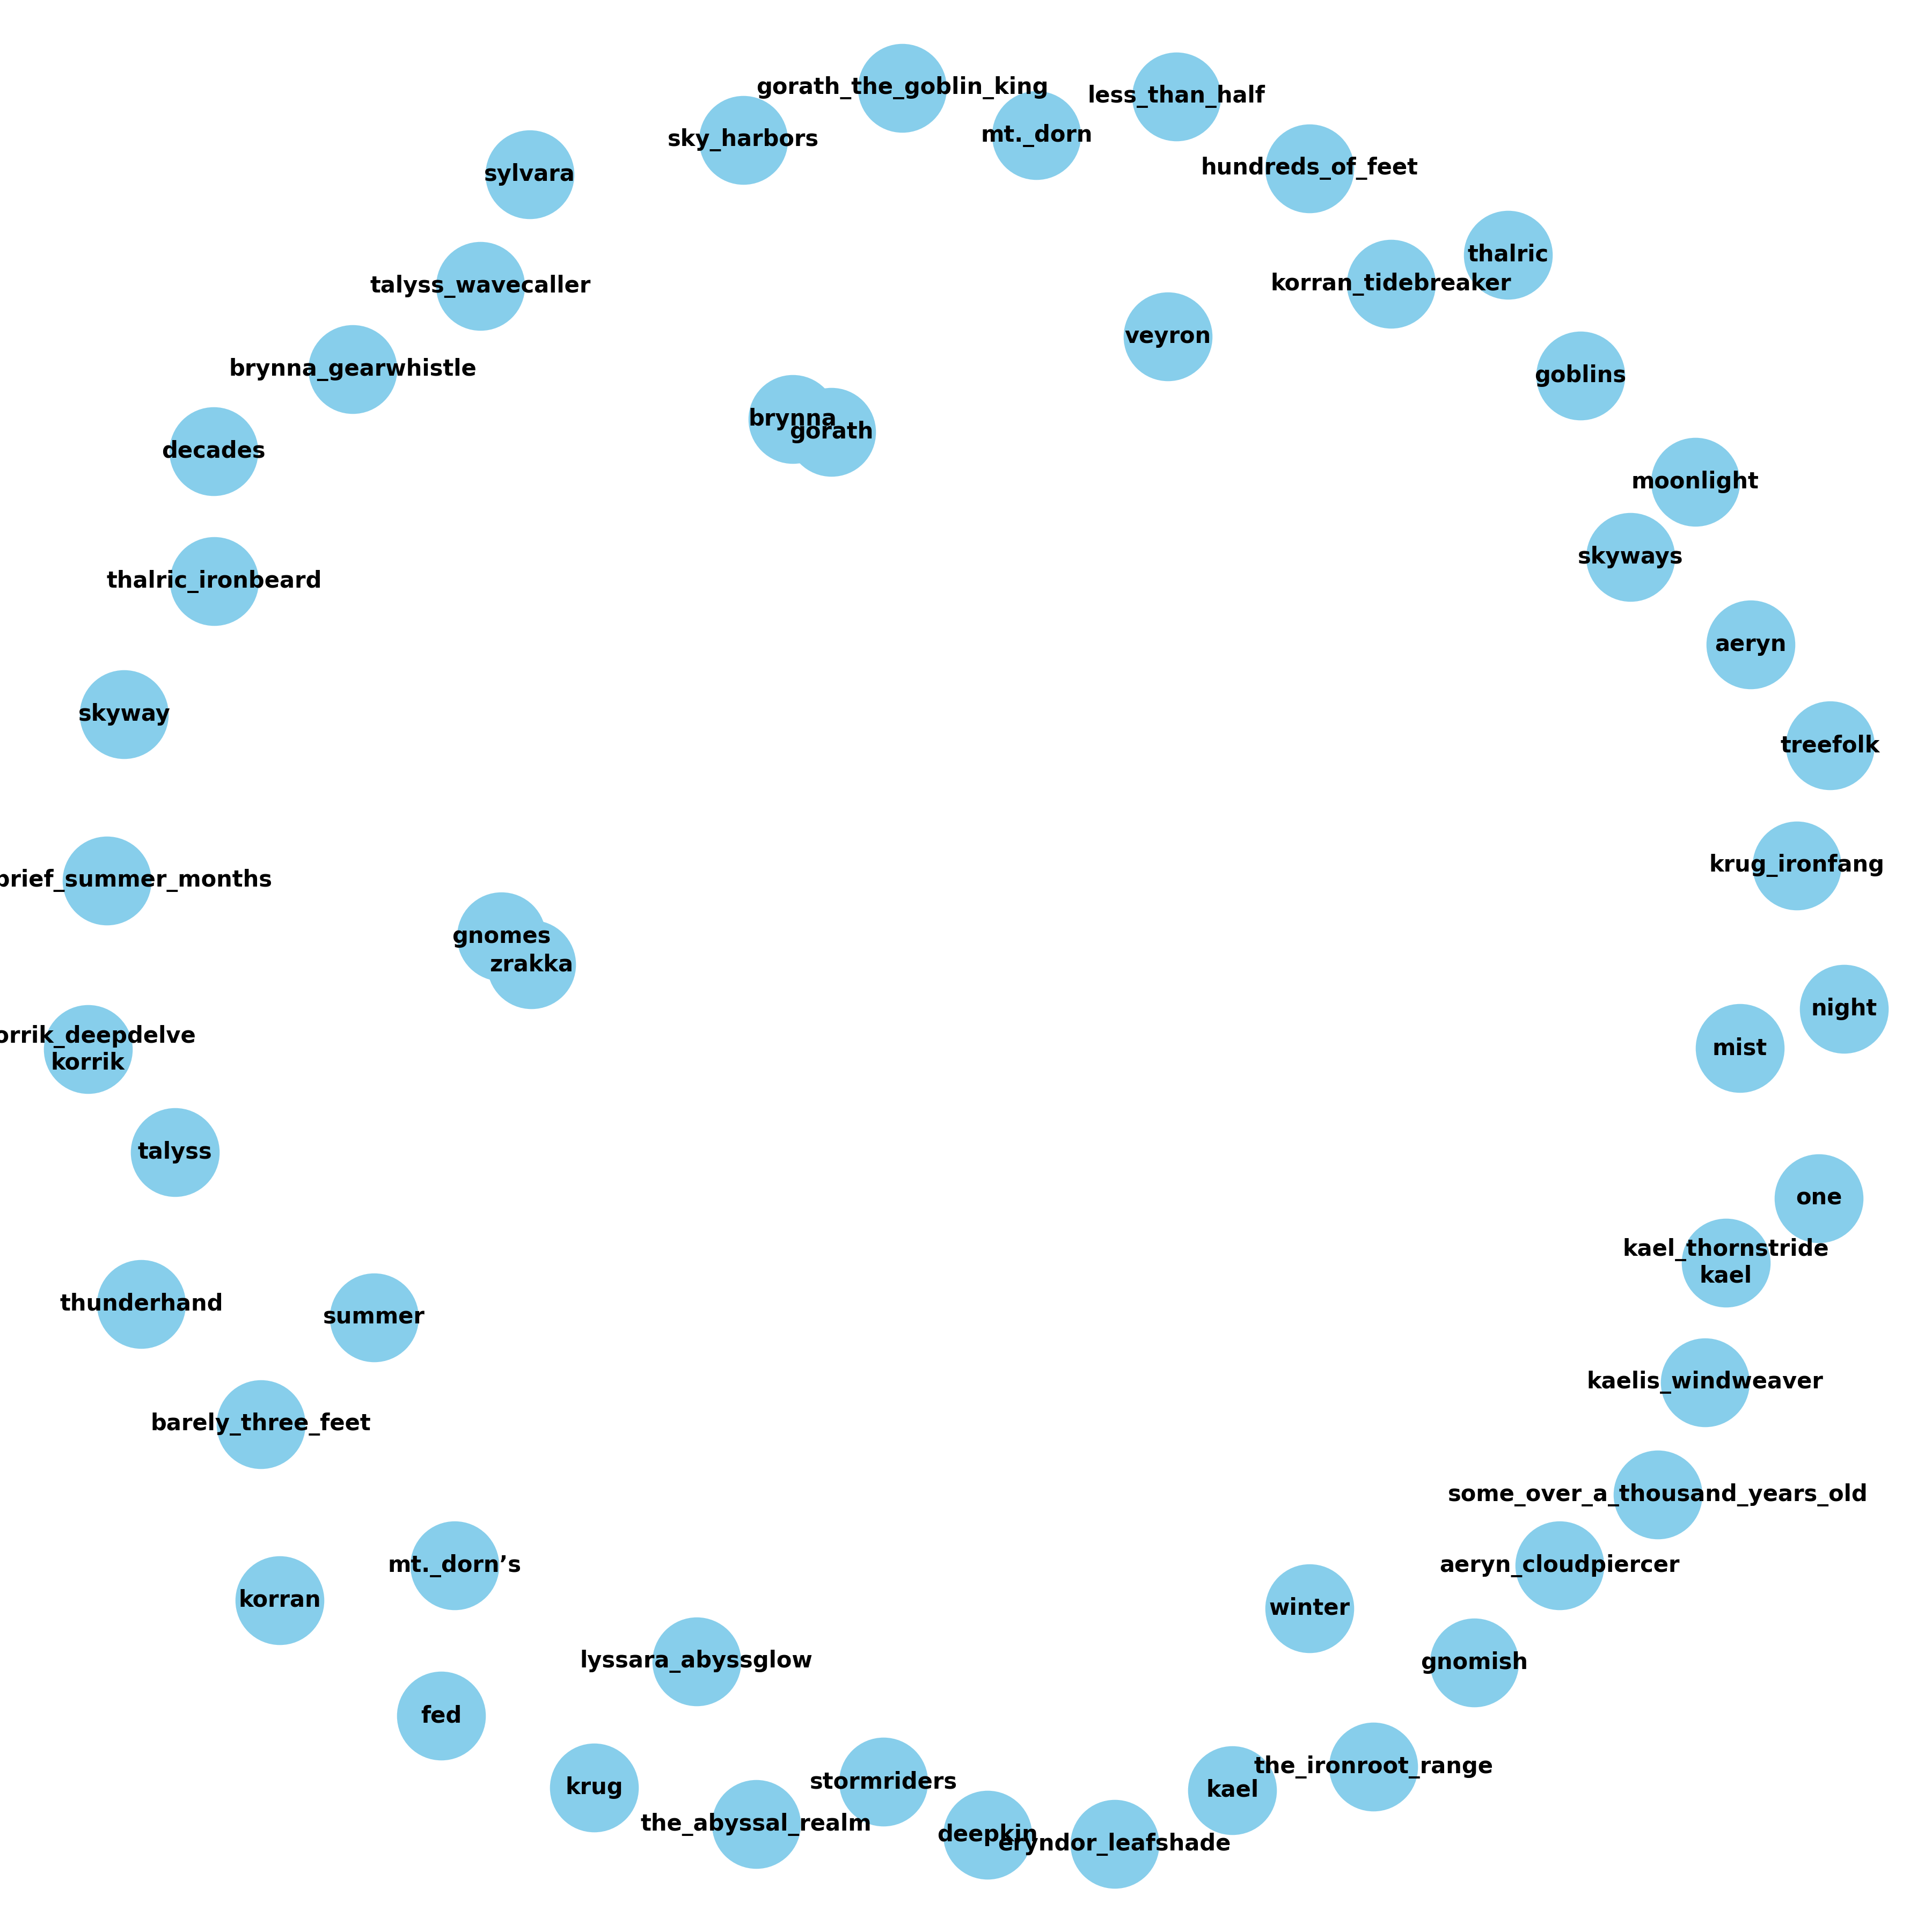 gorath_the_goblin_king
less_than_half
mt._dorn
sky_harbors
hundreds_of_feet
sylvara
thalric
korran_tidebreaker
talyss_wavecaller
veyron
brynna_gearwhistle
goblins
brynna
gorath
decades
moonlight
skyways
thalric_ironbeard
aeryn
skyway
treefolk
krug_ironfang
brief_summer_months
gnomes
zrakka
night
orrik_deepdelve
korrik
mist
talyss
one
kael_thornstride
kael
thunderhand
summer
kaelis_windweaver
barely_three_feet
some_over_a_thousand_years_old
mt._dorn’s
aeryn_cloudpiercer
korran
winter
lyssara_abyssglow
gnomish
fed
the_ironroot_range
stormriders
krug
kael
the_abyssal_realm
deepkin
eryndor_leafshade